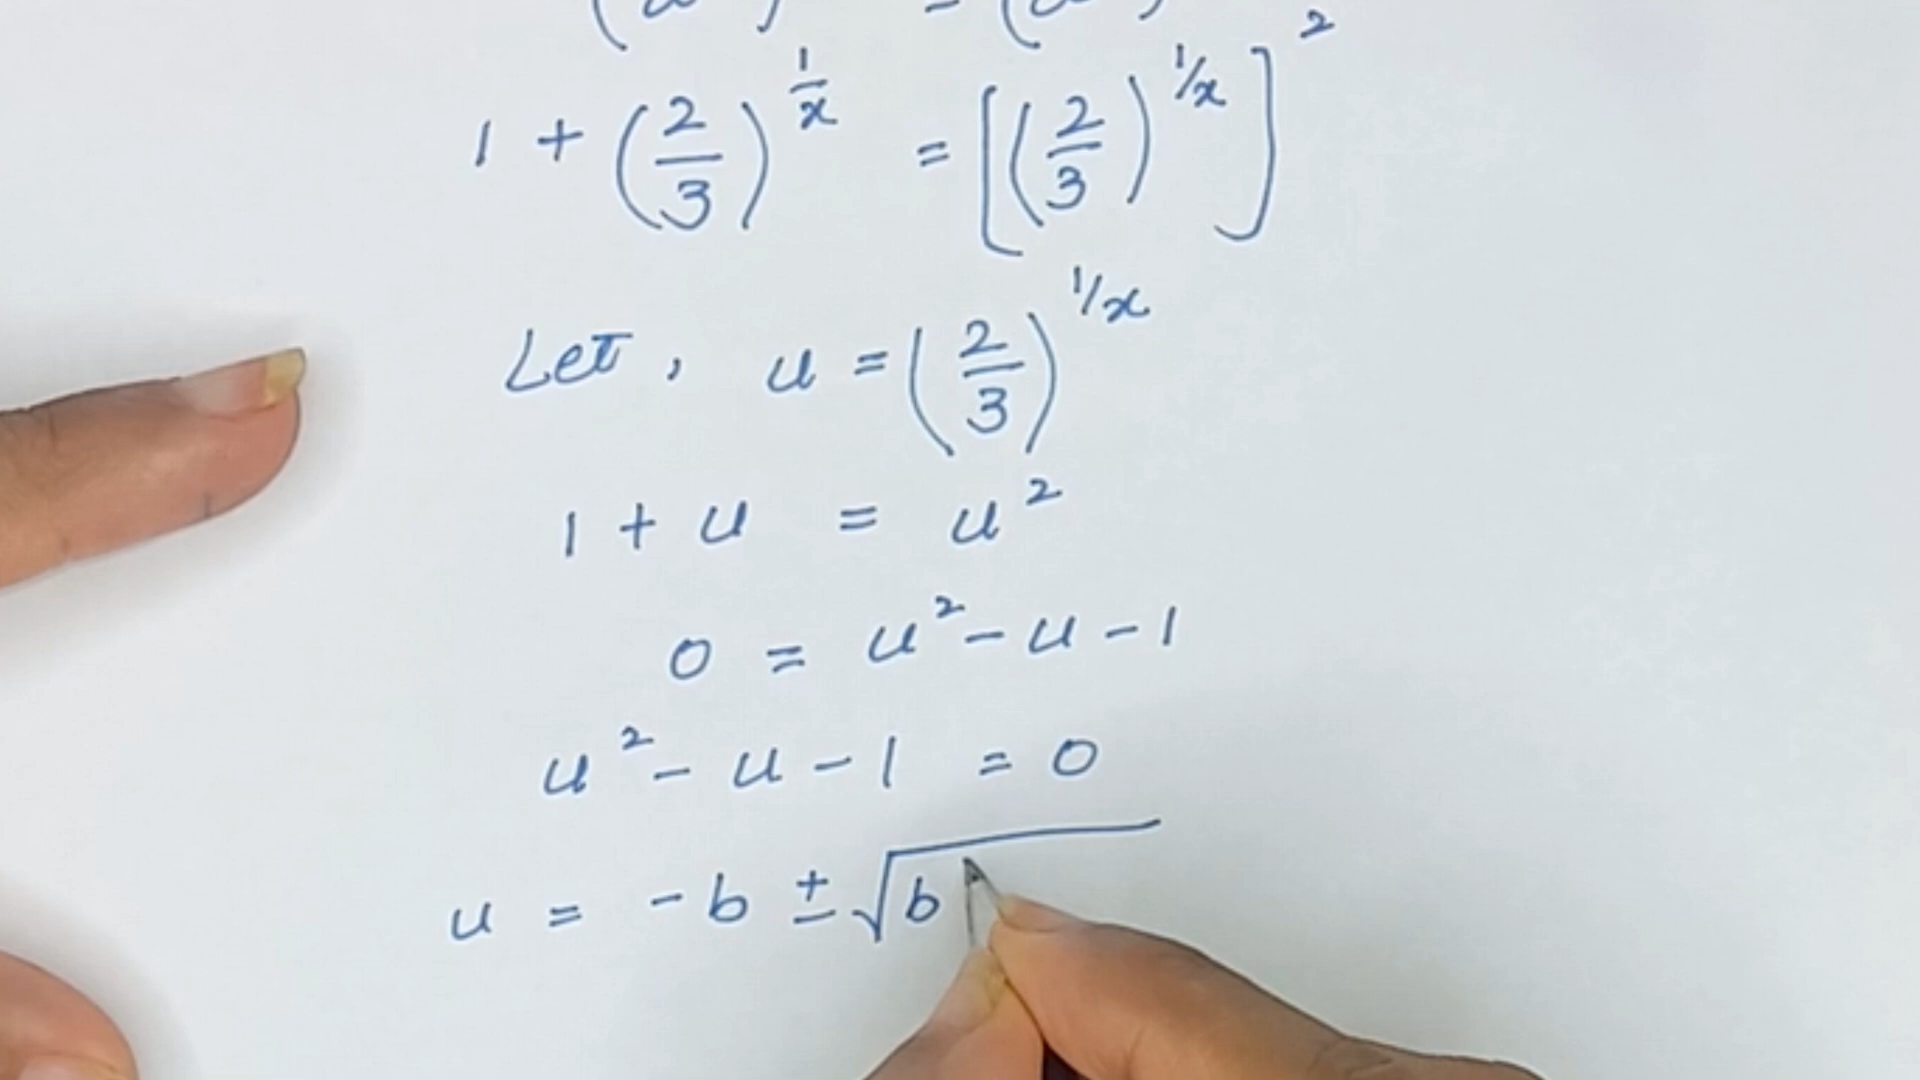 1 + (2/3)^(1/x) = [(2/3)^(1/x)]^2
Let, u = (2/3)^(1/x)
1 + u = u^2
0 = u^2 - u - 1
u^2 - u - 1 = 0
u = -b ± √b